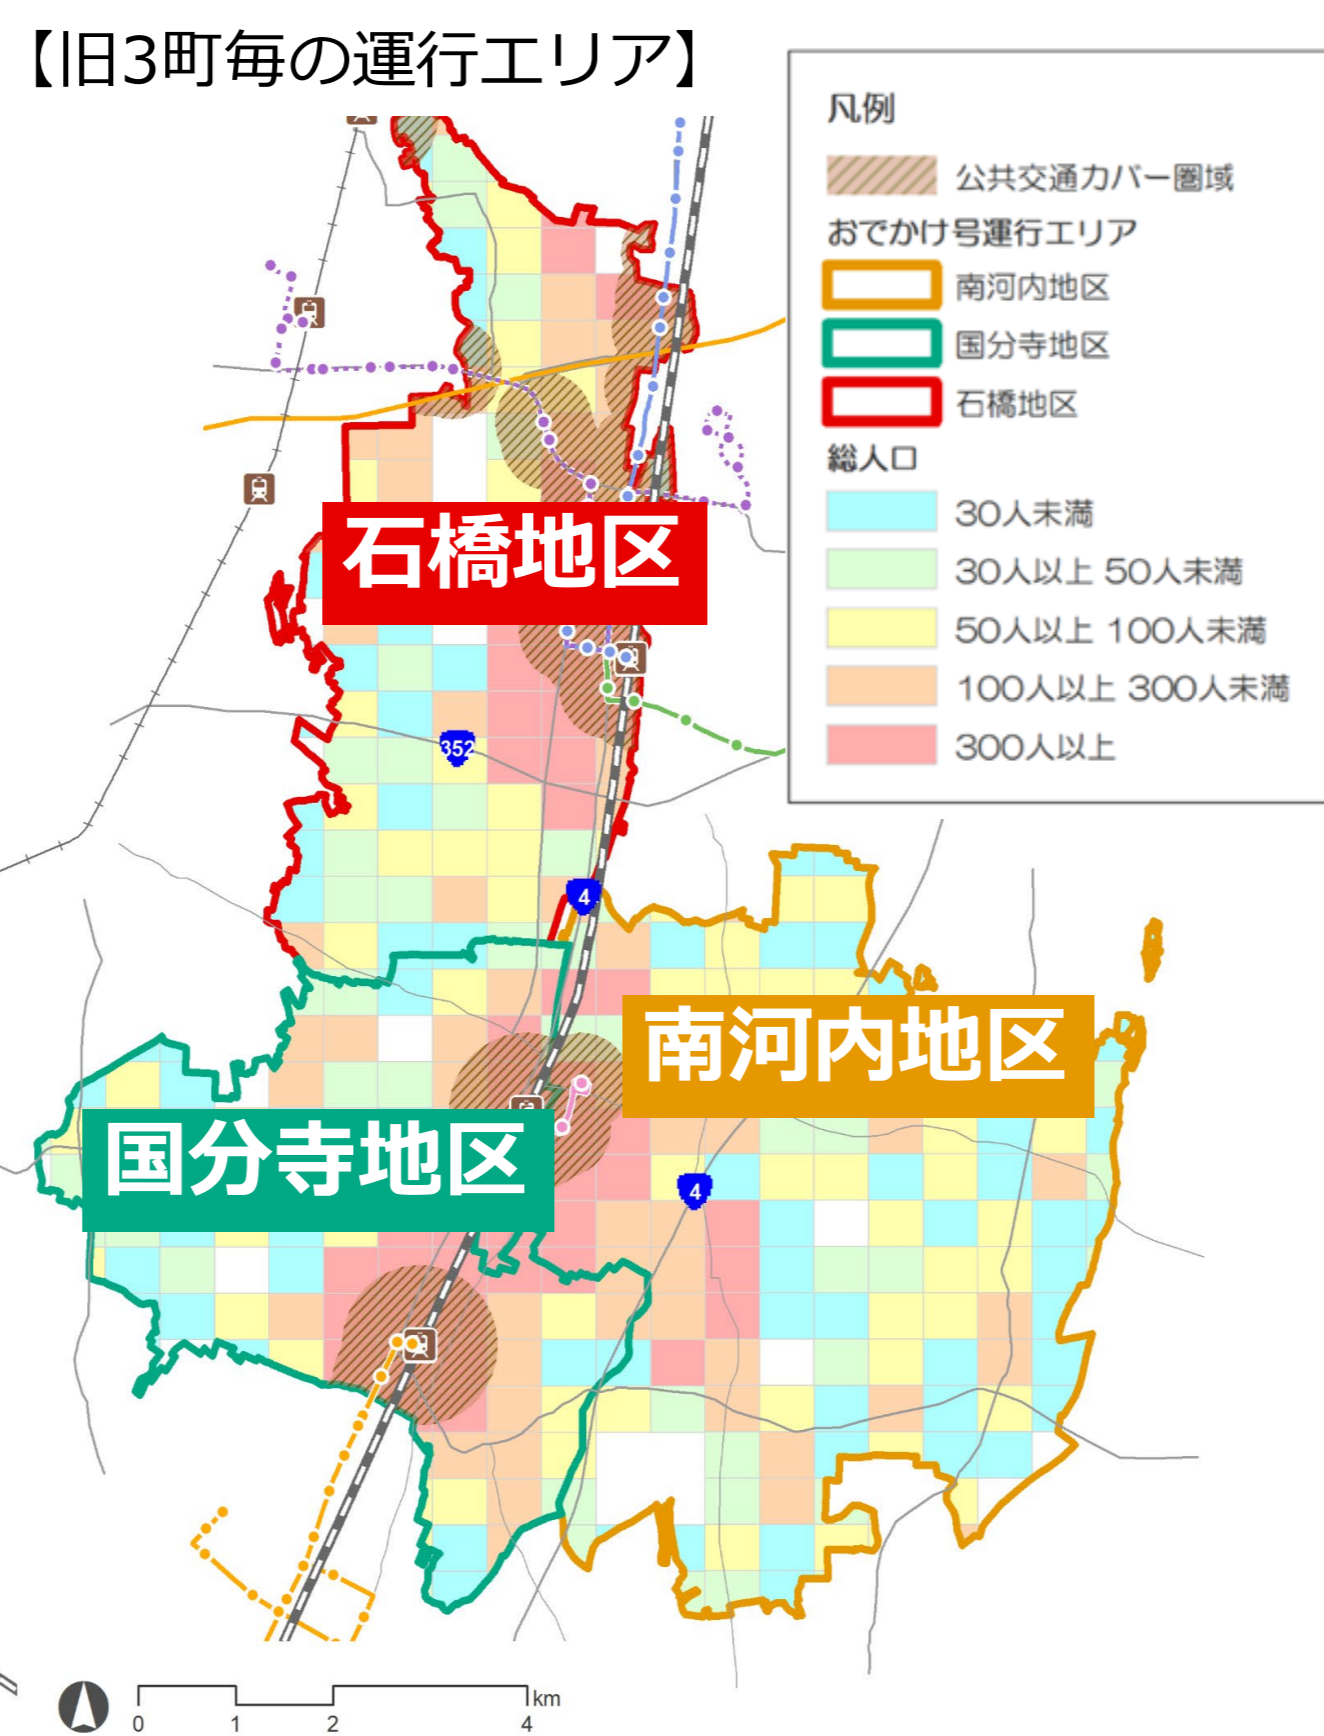 【旧3町毎の運行エリア】
凡例
公共交通カバー圏域
おでかけ号運行エリア
南河内地区
国分寺地区
石橋地区
総人口
30人未満
30人以上 50人未満
50人以上 100人未満
100人以上 300人未満
300人以上
石橋地区
352
4
南河内地区
国分寺地区
4
km
0 1 2 4